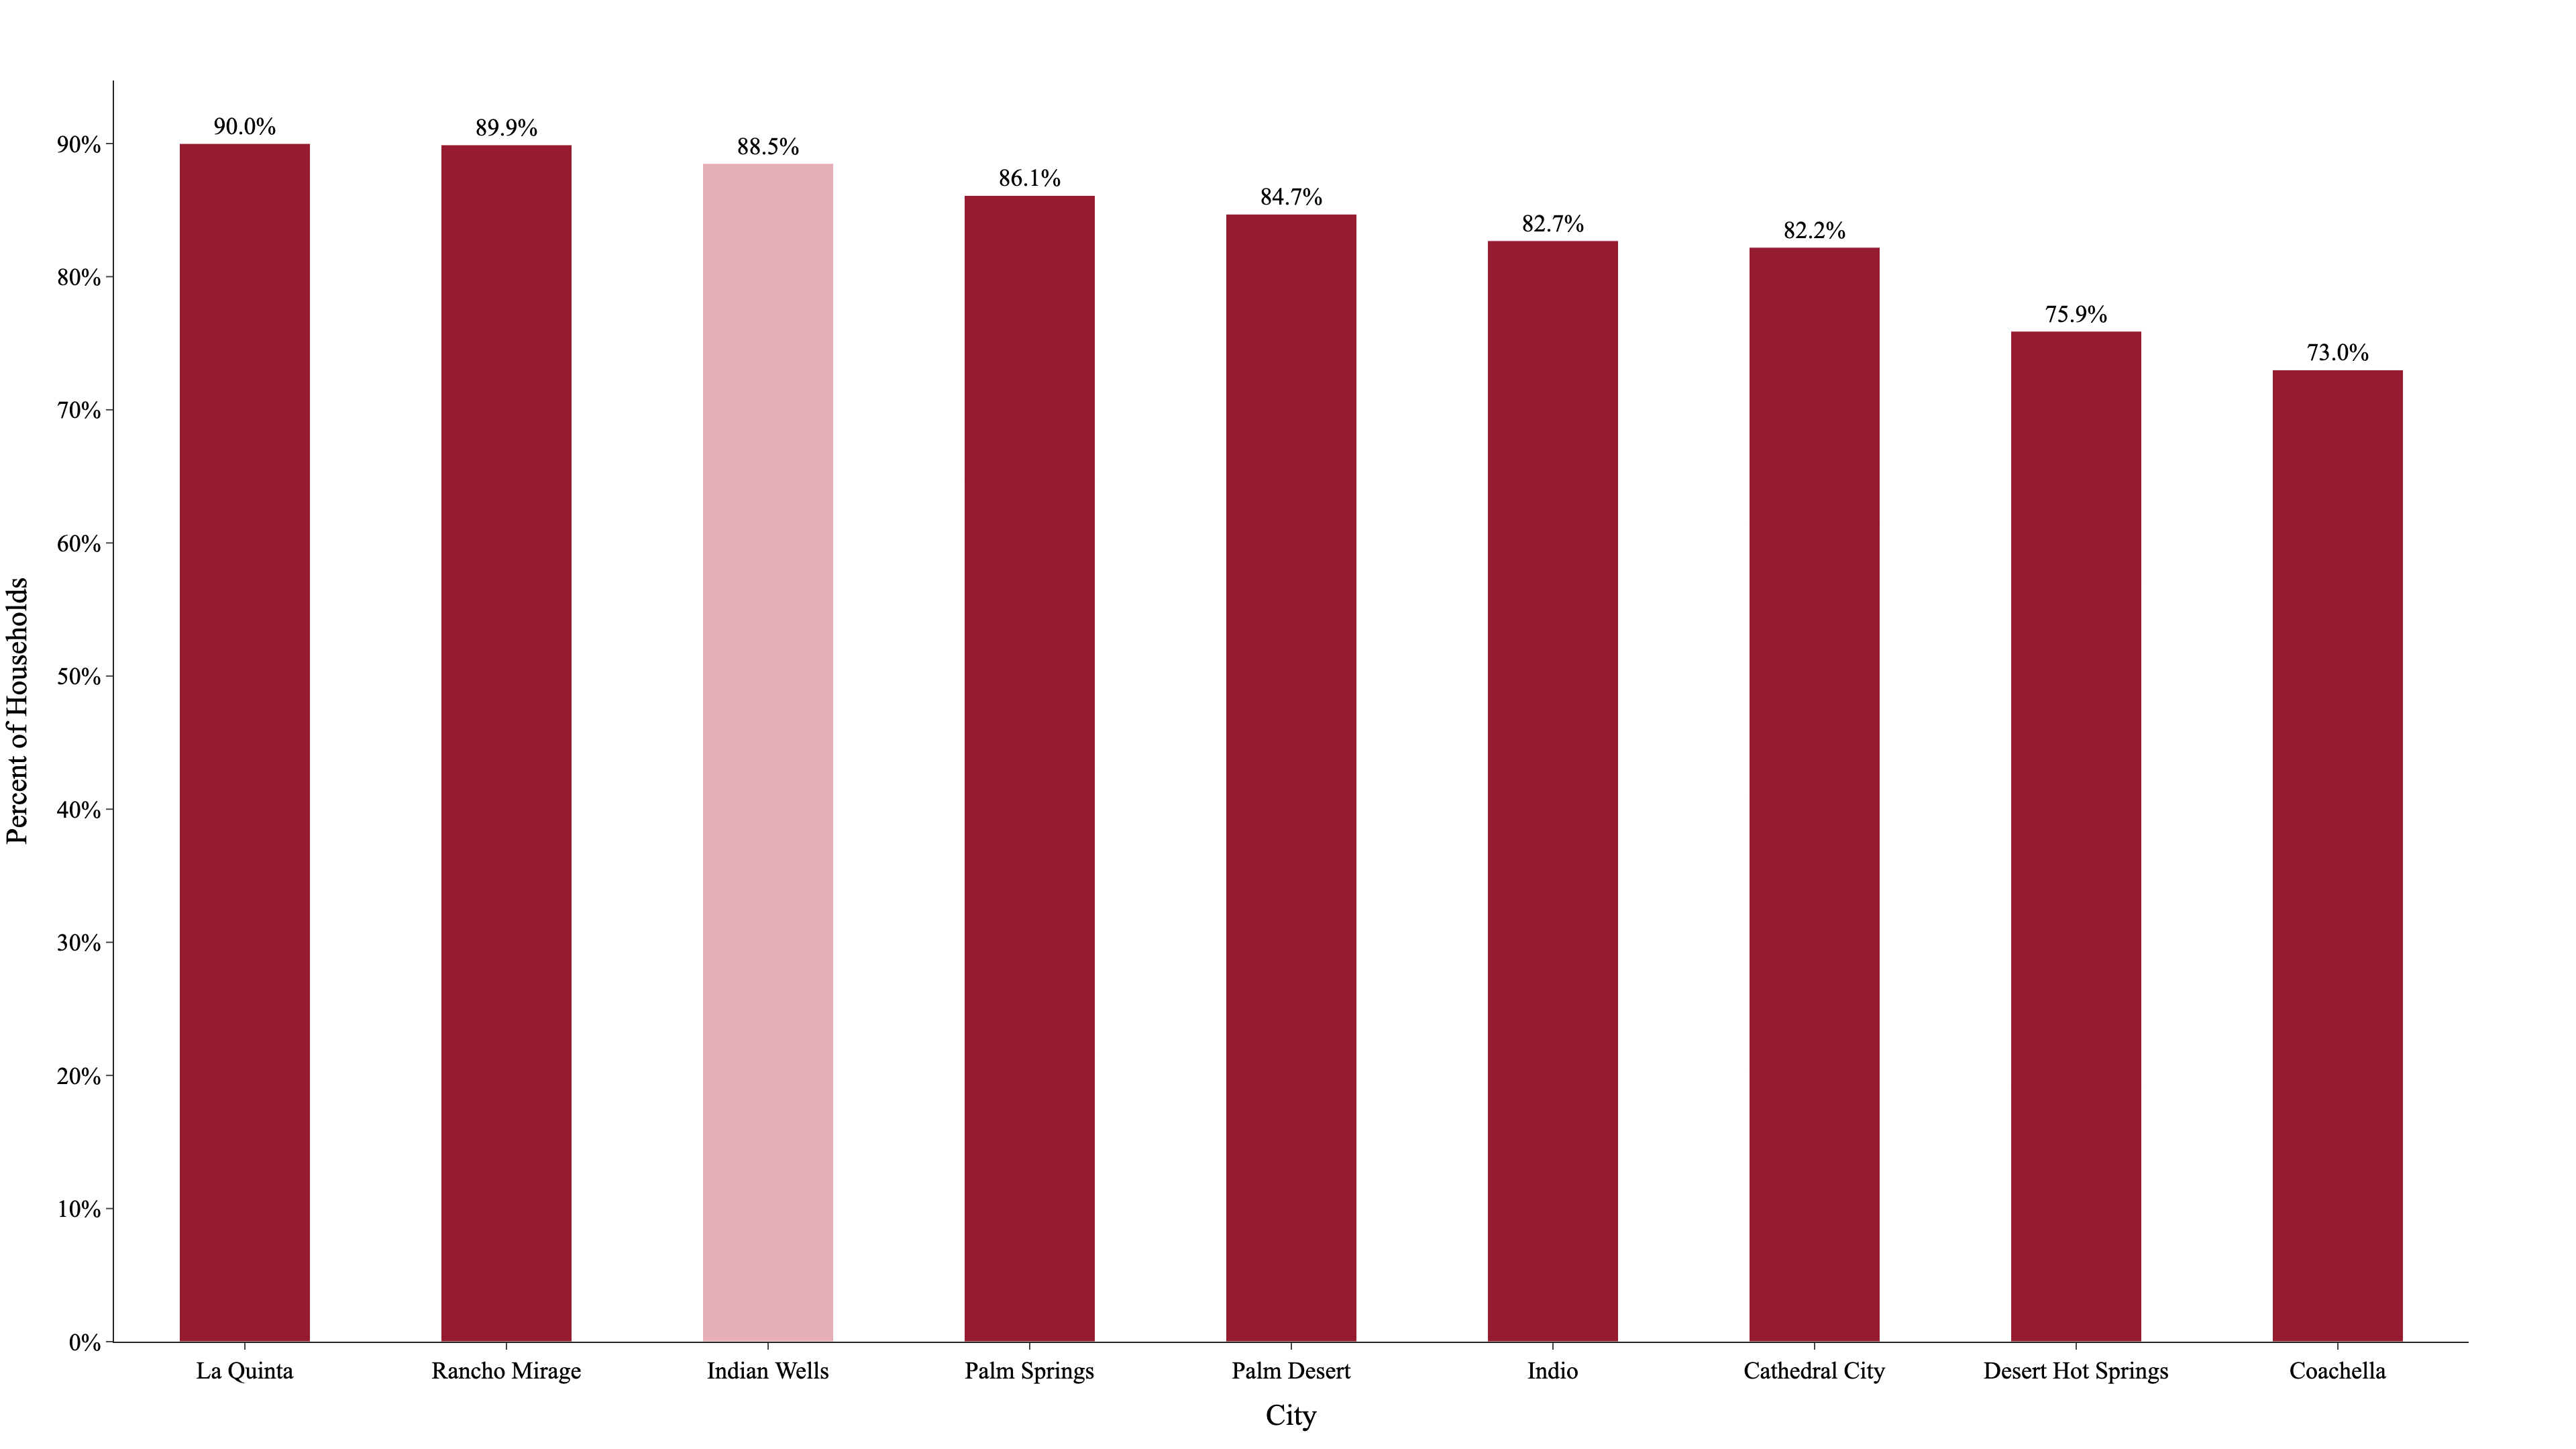 90.0%
89.9%
88.5%
86.1%
84.7%
82.7%
82.2%
75.9%
73.0%
90%
80%
70%
60%
50%
40%
30%
20%
10%
0%
Percent of Households
La Quinta
Rancho Mirage
Indian Wells
Palm Springs
Palm Desert
Indio
Cathedral City
Desert Hot Springs
Coachella
City